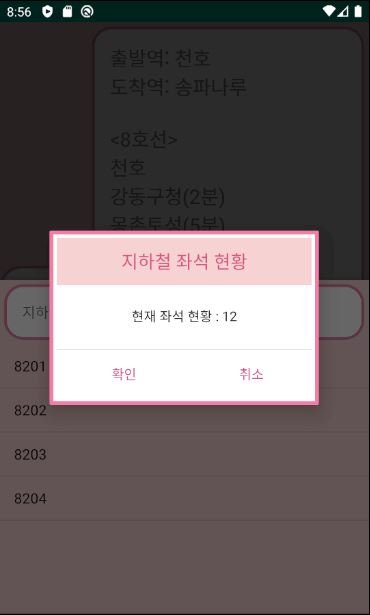 8:56
출발역: 천호
도착역: 송파나루
<8호선>
천호
강동구청(2분)
몽촌토성(5분)
지하철 좌석 현황
지하
현재 좌석 현황 : 12
8201
확인
취소
8202
8203
8204